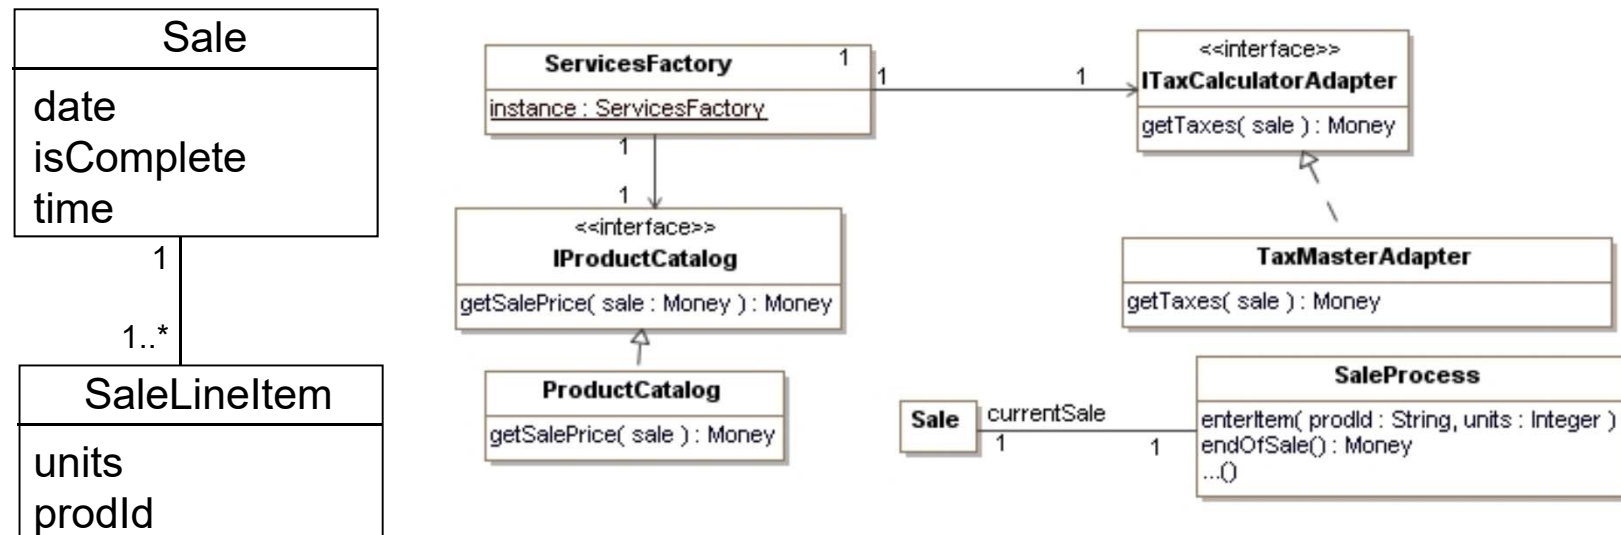 Sale
date
isComplete
time
1
1..*
SaleLineItem
units
prodId
ServicesFactory
1
instance : ServicesFactory
1
1
<<interface>>
ITaxCalculatorAdapter
getTaxes( sale ) : Money
1
1
<<interface>>
IProductCatalog
getSalePrice( sale : Money ) : Money
ProductCatalog
getSalePrice( sale ) : Money
TaxMasterAdapter
getTaxes( sale ) : Money
Sale
currentSale
1
1
SaleProcess
enterItem( prodId : String, units : Integer )
endOfSale() : Money
...()